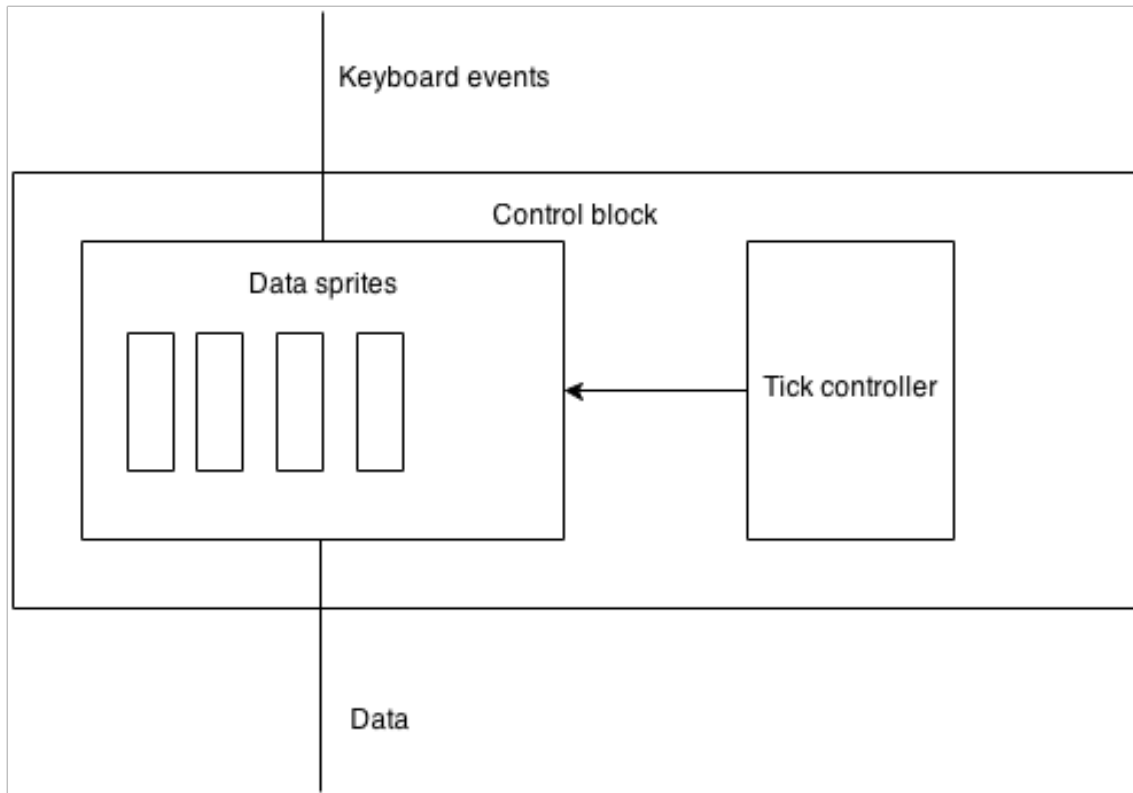 Keyboard events
Control block
Data sprites
Tick controller
Data